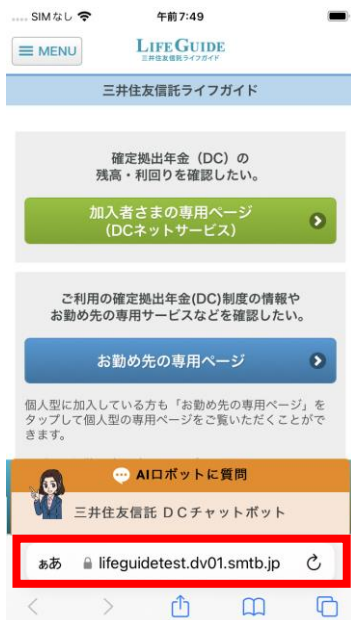 SIMなし 午前7:49
MENU
LIFE GUIDE
三井住友信託ライフガイド
三井住友信託ライフガイド
確定拠出年金（DC）の
残高・利回りを確認したい。
加入者さまの専用ページ
（DCネットサービス）
ご利用の確定拠出年金(DC)制度の情報や
お勤め先の専用サービスなどを確認したい。
お勤め先の専用ページ
個人型に加入している方も「お勤め先の専用ページ」を
タップして個人型の専用ページをご覧いただくことがで
きます。
AIロボットに質問
三井住友信託 ＤＣチャットボット
ぁあ lifeguidetest.dv01.smtb.jp